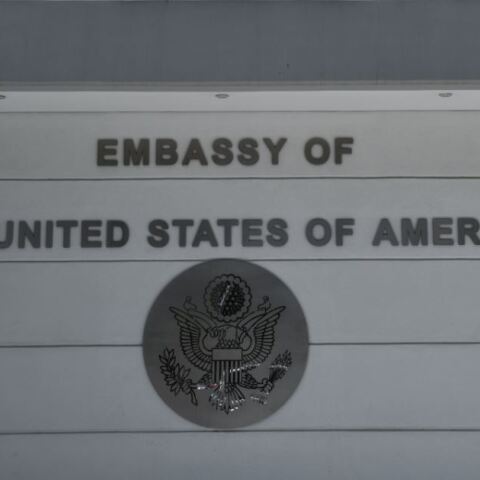 EMBASSY OF
UNITED STATES OF AMER